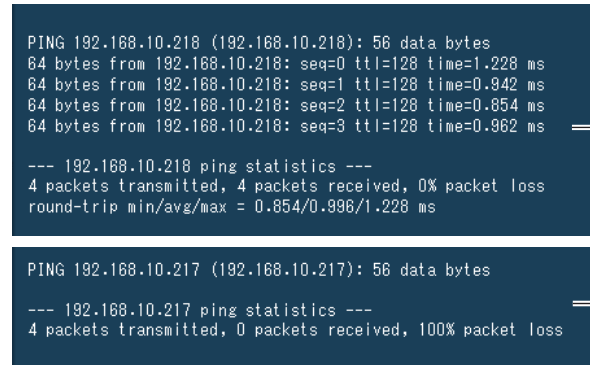 PING 192.168.10.218 (192.168.10.218): 56 data bytes
64 bytes from 192.168.10.218: seq=0 ttl=128 time=1.228 ms
64 bytes from 192.168.10.218: seq=1 ttl=128 time=0.942 ms
64 bytes from 192.168.10.218: seq=2 ttl=128 time=0.854 ms
64 bytes from 192.168.10.218: seq=3 ttl=128 time=0.962 ms
--- 192.168.10.218 ping statistics ---
4 packets transmitted, 4 packets received, 0% packet loss
round-trip min/avg/max = 0.854/0.996/1.228 ms
PING 192.168.10.217 (192.168.10.217): 56 data bytes
--- 192.168.10.217 ping statistics ---
4 packets transmitted, 0 packets received, 100% packet loss